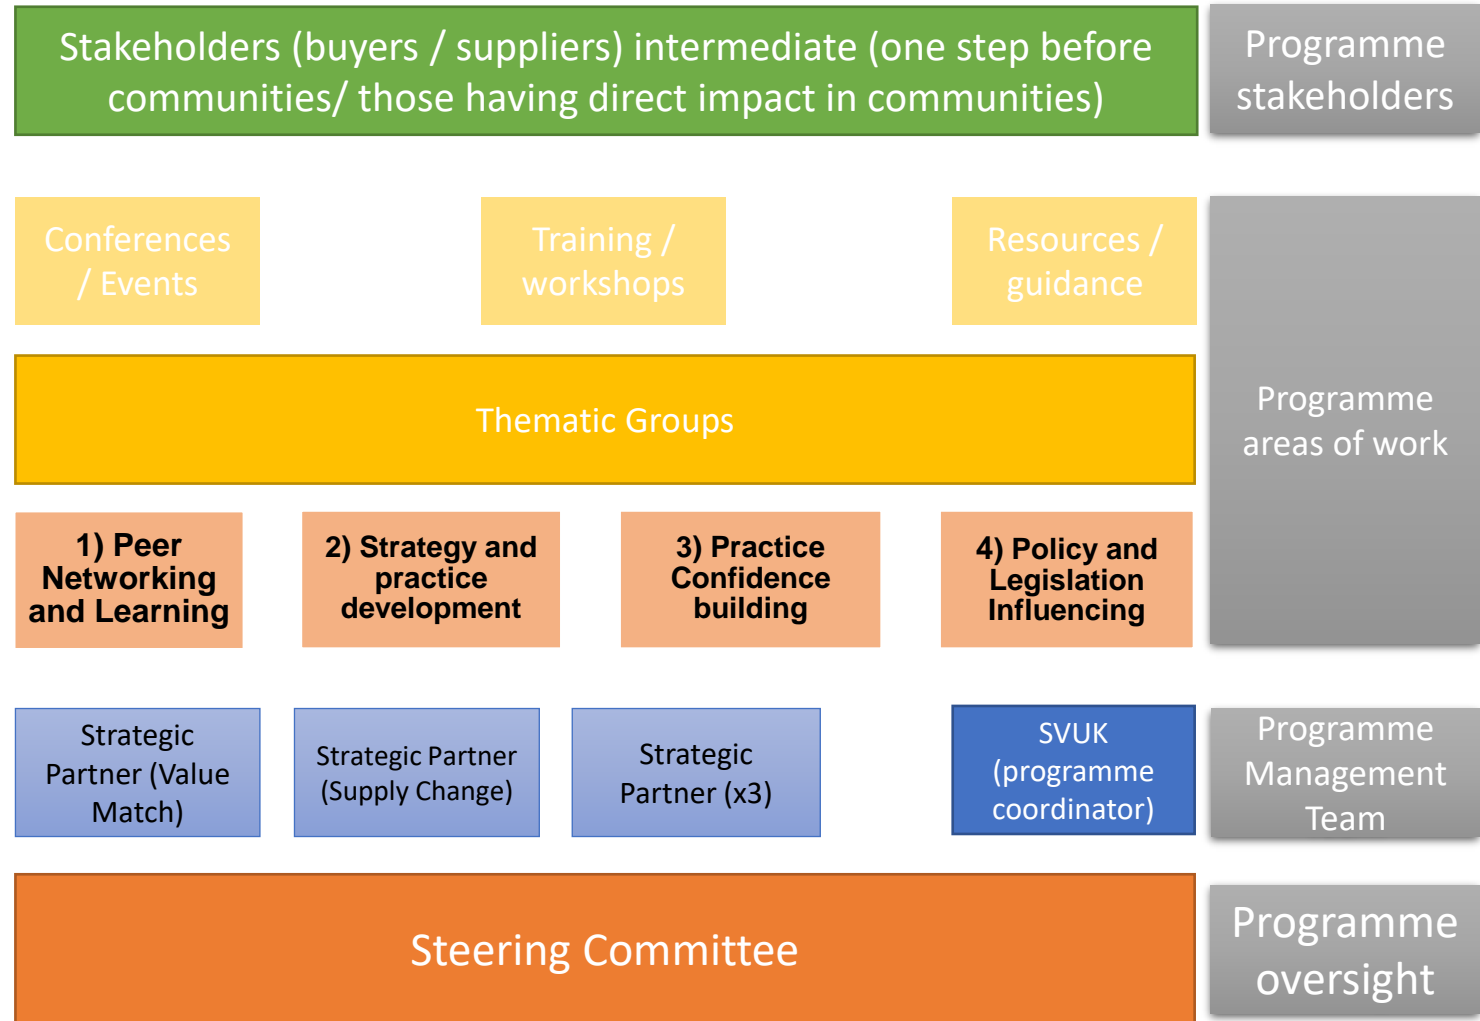 Stakeholders (buyers / suppliers) intermediate (one step before
communities/ those having direct impact in communities)
Programme
stakeholders
Conferences
/ Events
Training /
workshops
Resources /
guidance
Thematic Groups
Programme
areas of work
1) Peer
Networking
and Learning
2) Strategy and
practice
development
3) Practice
Confidence
building
4) Policy and
Legislation
Influencing
Strategic
Partner (Value
Match)
Strategic Partner
(Supply Change)
Strategic
Partner (x3)
SVUK
(programme
coordinator)
Programme
Management
Team
Steering Committee
Programme
oversight